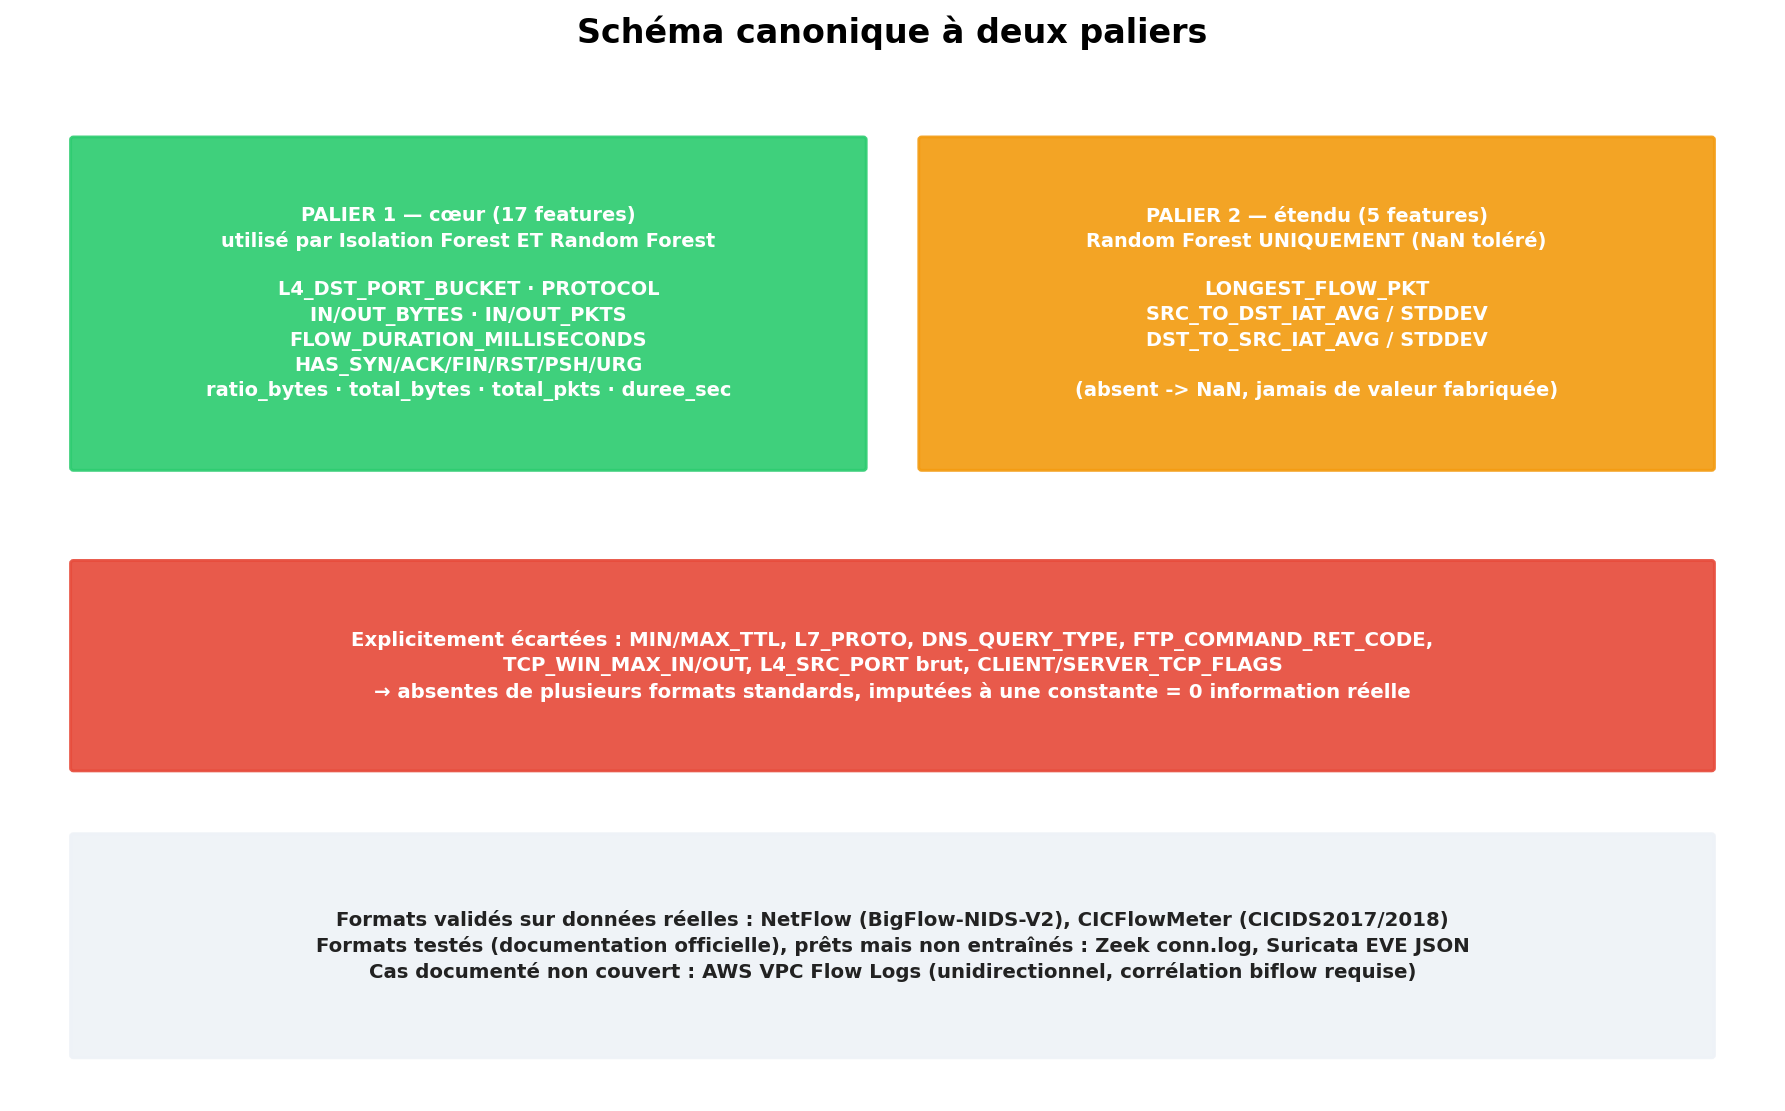 Schéma canonique à deux paliers
PALIER 1 — cœur (17 features)
utilisé par Isolation Forest ET Random Forest
L4_DST_PORT_BUCKET · PROTOCOL
IN/OUT_BYTES · IN/OUT_PKTS
FLOW_DURATION_MILLISECONDS
HAS_SYN/ACK/FIN/RST/PSH/URG
ratio_bytes · total_bytes · total_pkts · duree_sec
PALIER 2 — étendu (5 features)
Random Forest UNIQUEMENT (NaN toléré)
LONGEST_FLOW_PKT
SRC_TO_DST_IAT_AVG / STDDEV
DST_TO_SRC_IAT_AVG / STDDEV
(absent -> NaN, jamais de valeur fabriquée)
Explicitement écartées : MIN/MAX_TTL, L7_PROTO, DNS_QUERY_TYPE, FTP_COMMAND_RET_CODE,
TCP_WIN_MAX_IN/OUT, L4_SRC_PORT brut, CLIENT/SERVER_TCP_FLAGS
→ absentes de plusieurs formats standards, imputées à une constante = 0 information réelle
Formats validés sur données réelles : NetFlow (BigFlow-NIDS-V2), CICFlowMeter (CICIDS2017/2018)
Formats testés (documentation officielle), prêts mais non entraînés : Zeek conn.log, Suricata EVE JSON
Cas documenté non couvert : AWS VPC Flow Logs (unidirectionnel, corrélation biflow requise)